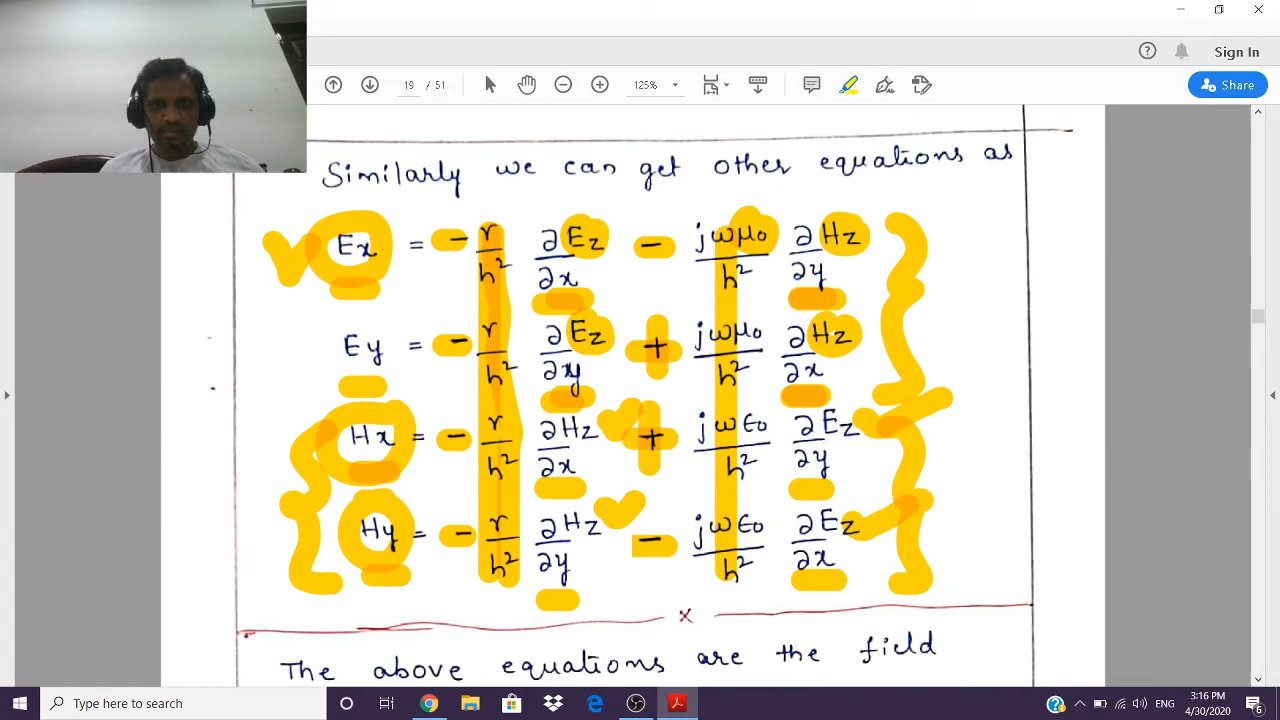 Sign In
19 / 51
125%
Share
Similarly we can get other equations as
Ex = - r/h² ∂Ez/∂x - jωμ₀/h² ∂Hz/∂y
Ey = - r/h² ∂Ez/∂y + jωμ₀/h² ∂Hz/∂x
Hx = - r/h² ∂Hz/∂x + jωε₀/h² ∂Ez/∂y
Hy = - r/h² ∂Hz/∂y - jωε₀/h² ∂Ez/∂x
x
The above equations are the field
Type here to search
3:16 PM
4/30/2020